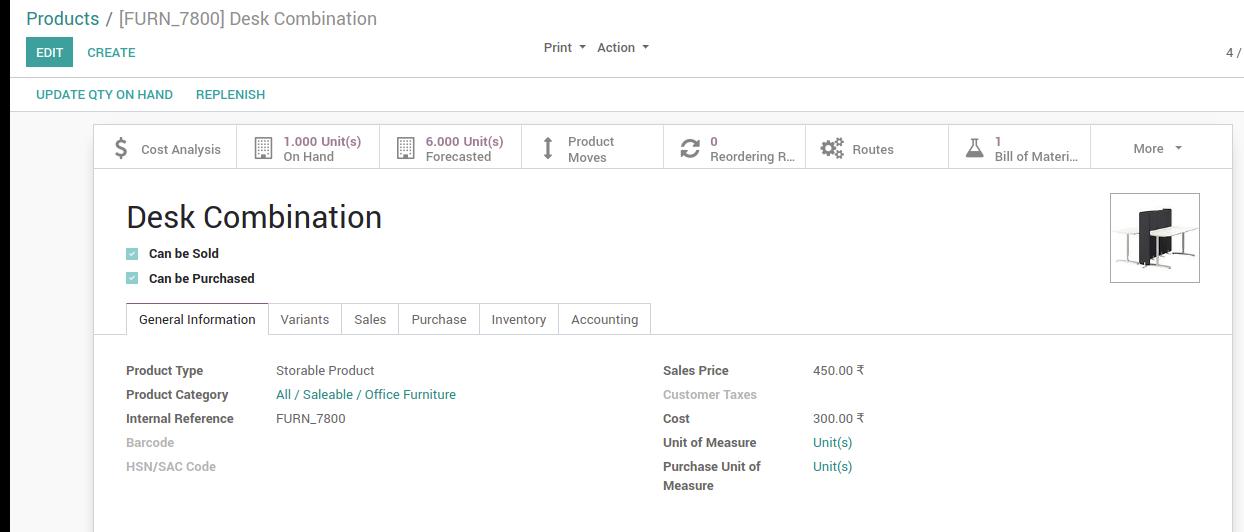 Products / [FURN_7800] Desk Combination
EDIT CREATE Print Action 4 /
UPDATE QTY ON HAND REPLENISH
Cost Analysis
1.000 Unit(s)
On Hand
6.000 Unit(s)
Forecasted
Product
Moves
0
Reordering R...
Routes
1
Bill of Materi...
More
Desk Combination
Can be Sold
Can be Purchased
General Information Variants Sales Purchase Inventory Accounting
Product Type Storable Product
Product Category All / Saleable / Office Furniture
Internal Reference FURN_7800
Barcode
HSN/SAC Code
Sales Price 450.00 ₹
Customer Taxes
Cost 300.00 ₹
Unit of Measure Unit(s)
Purchase Unit of Unit(s)
Measure